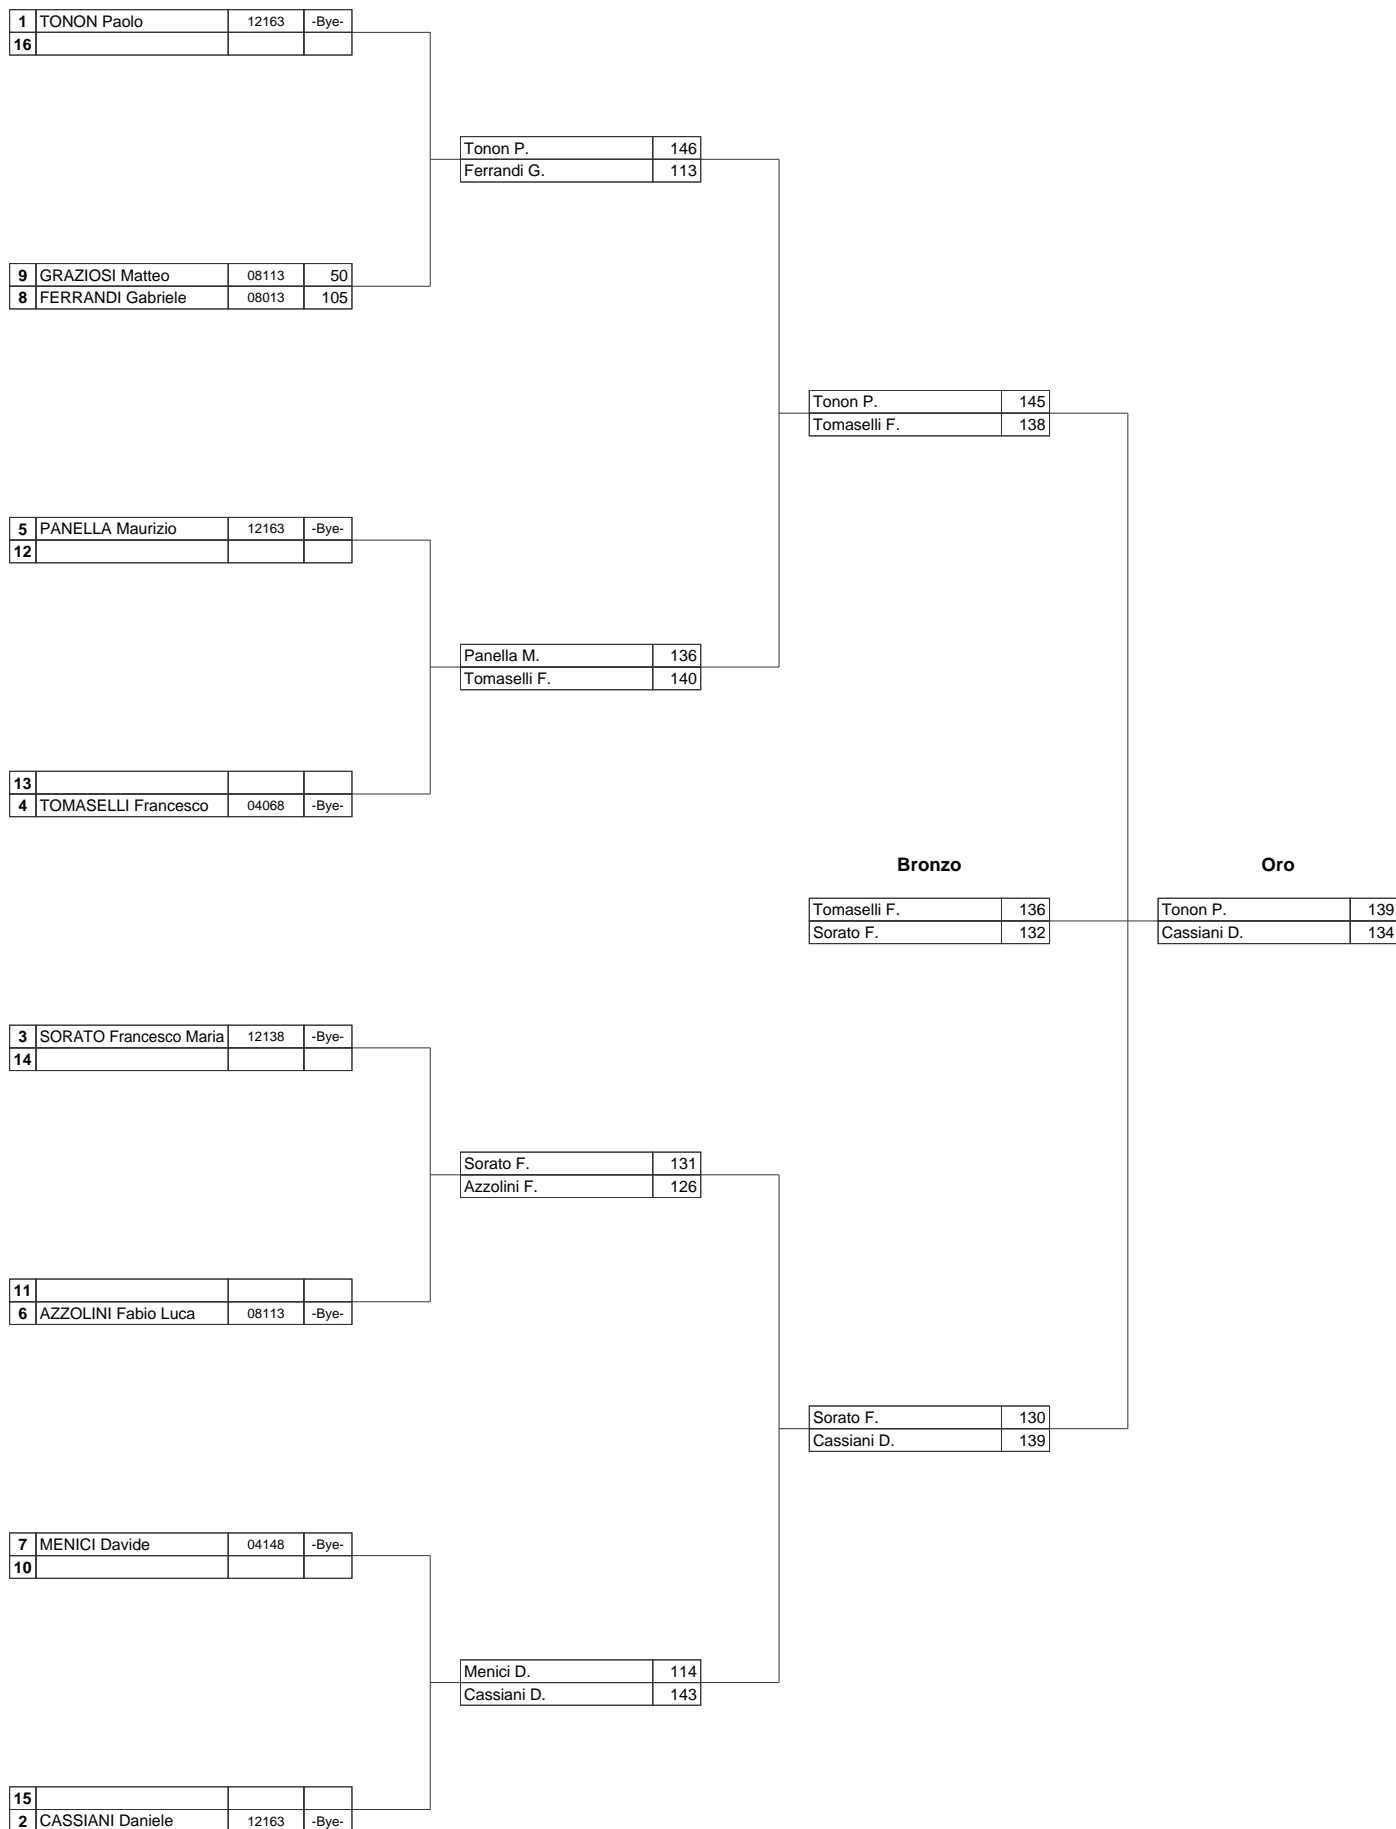 1 TONON Paolo 12163 -Bye-
16
Tonon P. 146
Ferrandi G. 113
9 GRAZIOSI Matteo 08113 50
8 FERRANDI Gabriele 08013 105
Tonon P. 145
Tomaselli F. 138
5 PANELLA Maurizio 12163 -Bye-
12
Panella M. 136
Tomaselli F. 140
13
4 TOMASELLI Francesco 04068 -Bye-
Bronzo Oro
Tomaselli F. 136 Tonon P. 139
Sorato F. 132 Cassiani D. 134
3 SORATO Francesco Maria 12138 -Bye-
14
Sorato F. 131
Azzolini F. 126
11
6 AZZOLINI Fabio Luca 08113 -Bye-
Sorato F. 130
Cassiani D. 139
7 MENICI Davide 04148 -Bye-
10
Menici D. 114
Cassiani D. 143
15
2 CASSIANI Daniele 12163 -Bye-